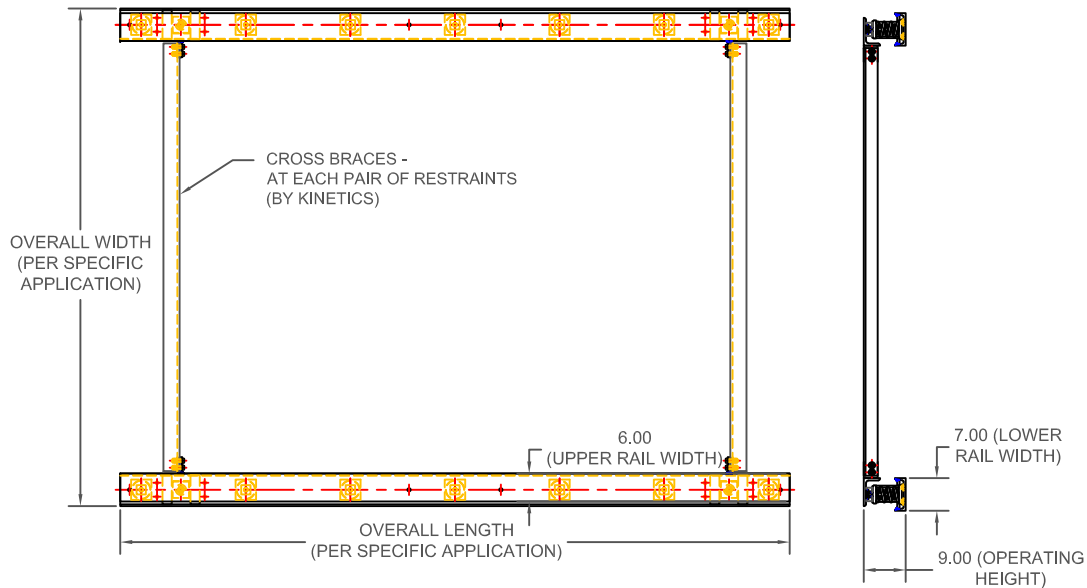 CROSS BRACES -
AT EACH PAIR OF RESTRAINTS
(BY KINETICS)
OVERALL WIDTH
(PER SPECIFIC
APPLICATION)
6.00
(UPPER RAIL WIDTH)
7.00 (LOWER
RAIL WIDTH)
OVERALL LENGTH
(PER SPECIFIC APPLICATION)
9.00 (OPERATING
HEIGHT)